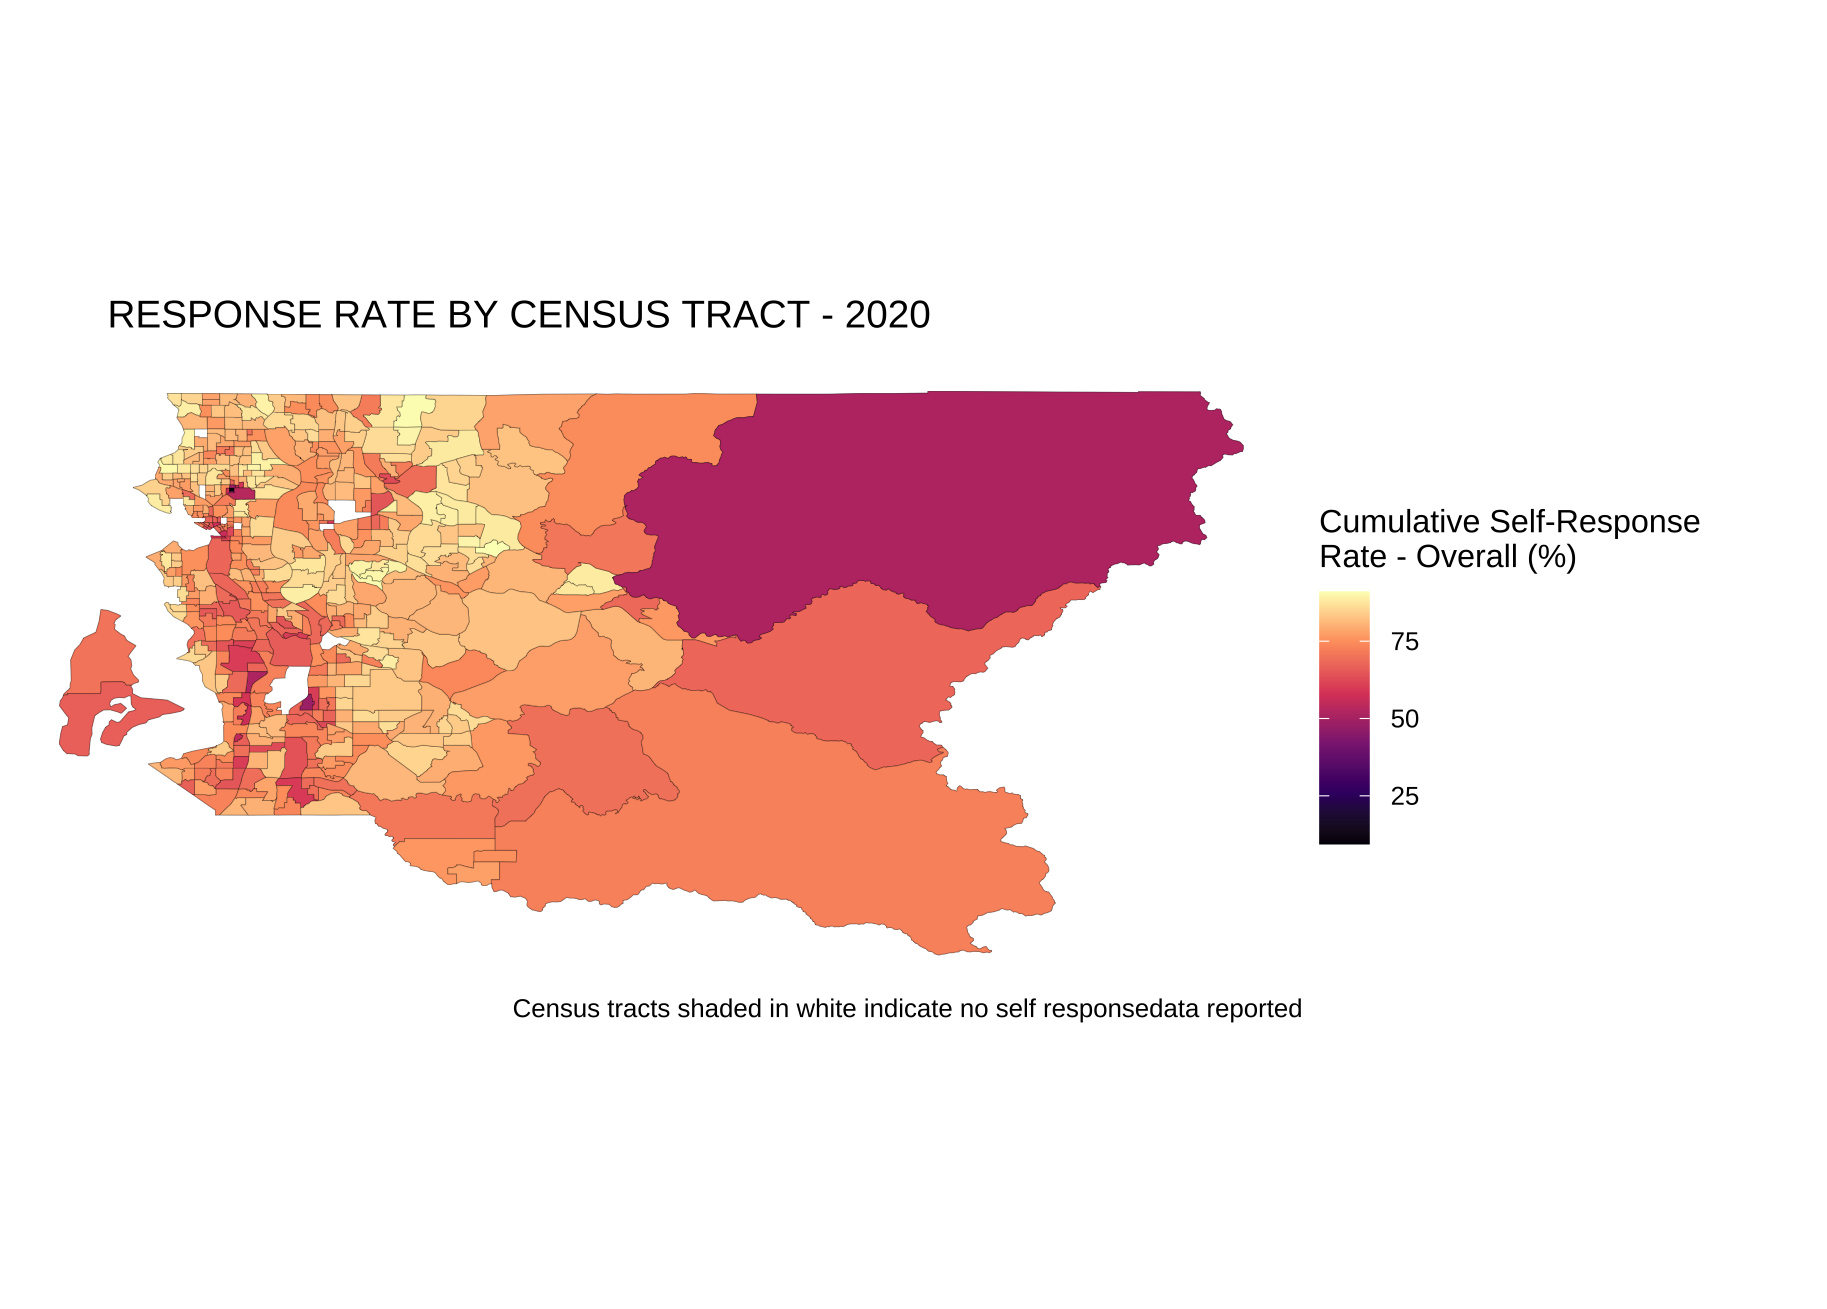 RESPONSE RATE BY CENSUS TRACT - 2020
Cumulative Self-Response
Rate - Overall (%)
75
50
25
Census tracts shaded in white indicate no self responsedata reported